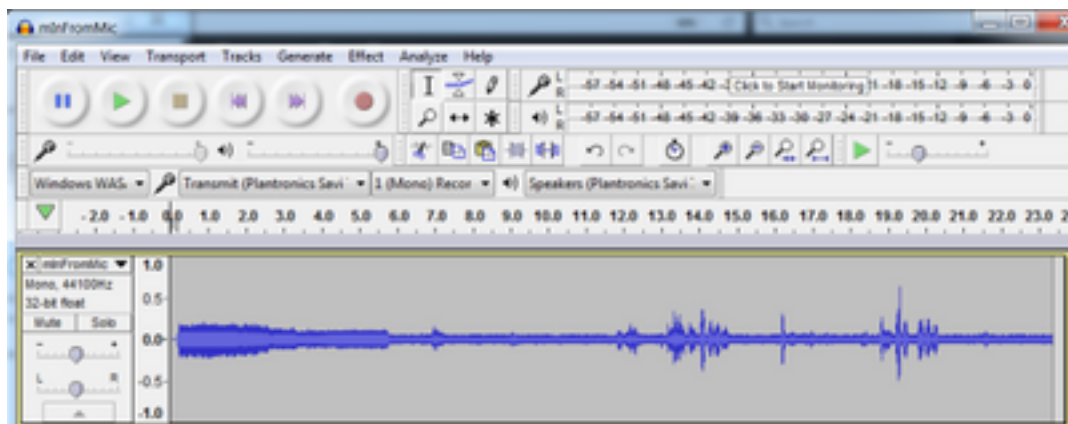 mInFromMic
File Edit View Transport Tracks Generate Effect Analyze Help
L
R
-57 -54 -51 -48 -45 -42 Click to Start Monitoring -18 -15 -12 -9 -6 -3 0
L
R
-57 -54 -51 -48 -45 -42 -39 -36 -33 -30 -27 -24 -21 -18 -15 -12 -9 -6 -3 0
Windows WAS Transmit (Plantronics Savi 1 (Mono) Recor Speakers (Plantronics Savi
-2.0 -1.0 0.0 1.0 2.0 3.0 4.0 5.0 6.0 7.0 8.0 9.0 10.0 11.0 12.0 13.0 14.0 15.0 16.0 17.0 18.0 19.0 20.0 21.0 22.0 23.0
mInFromMic 1.0
Mono, 44100Hz
32-bit float
0.5
Mute Solo
0.0
- +
L R
-0.5
-1.0